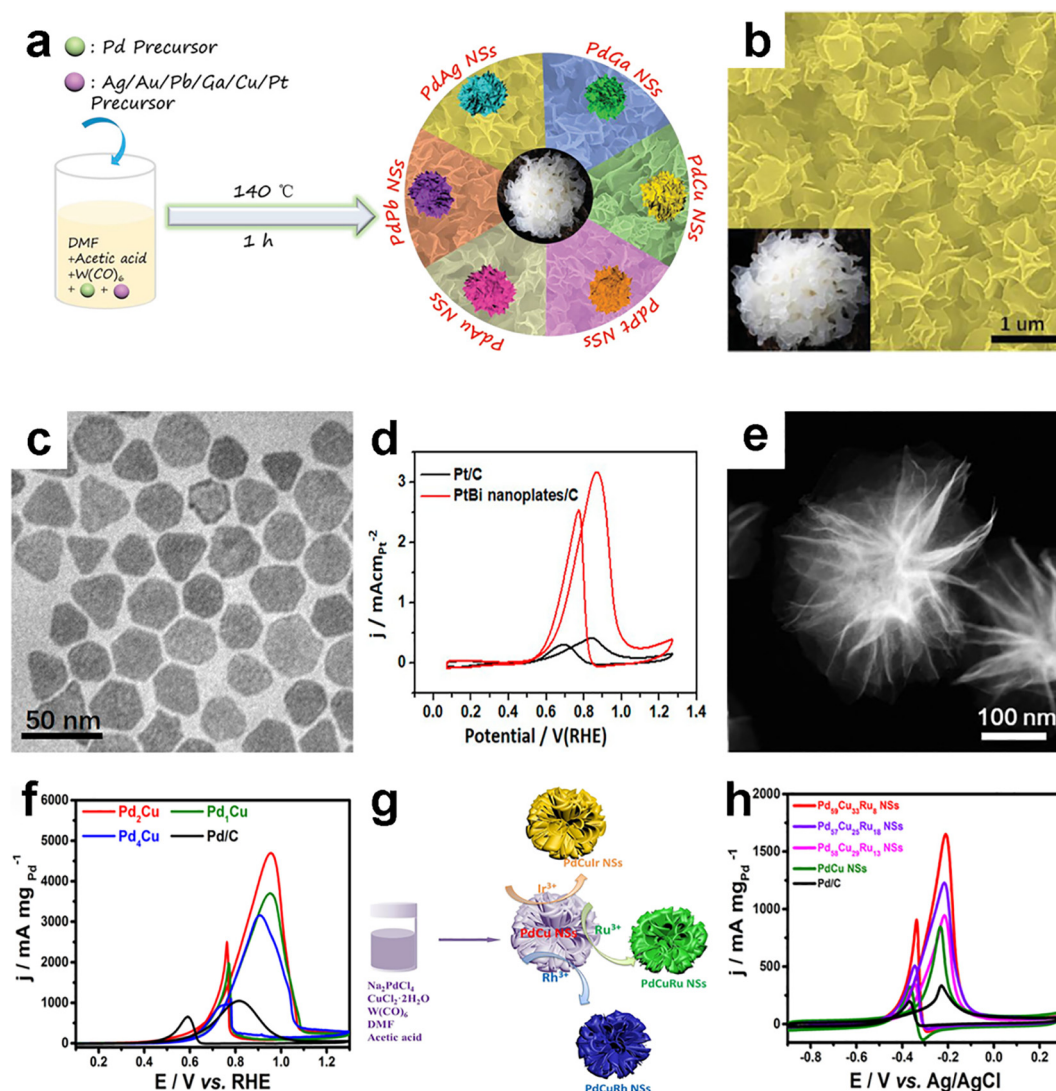 a
: Pd Precursor
: Ag/Au/Pb/Ga/Cu/Pt
Precursor
DMF
+Acetic acid
+W(CO)₆
+ +
140 ℃
1 h
PdAg NSs
PdGa NSs
PdCu NSs
PdPt NSs
PdAu NSs
PdPb NSs
b
1 um
c
50 nm
d
Pt/C
PtBi nanoplates/C
j / mAcm_Pt⁻²
3
2
1
0
0.0 0.2 0.4 0.6 0.8 1.0 1.2 1.4
Potential / V(RHE)
e
100 nm
f
Pd₂Cu
Pd₁Cu
Pd₄Cu
Pd/C
j / mA mg_Pd⁻¹
6000
5000
4000
3000
2000
1000
0
0.2 0.4 0.6 0.8 1.0 1.2
E / V vs. RHE
g
Na₂PdCl₄
CuCl₂·2H₂O
W(CO)₆
DMF
Acetic acid
PdCuIr NSs
Ir³⁺
PdCu NSs
Ru³⁺
Rh³⁺
PdCuRu NSs
PdCuRh NSs
h
Pd₅₉Cu₃₃Ru₈ NSs
Pd₅₇Cu₂₅Ru₁₈ NSs
Pd₅₈Cu₂₉Ru₁₃ NSs
PdCu NSs
Pd/C
j / mA mg_Pd⁻¹
2000
1500
1000
500
0
-0.8 -0.6 -0.4 -0.2 0.0 0.2
E / V vs. Ag/AgCl